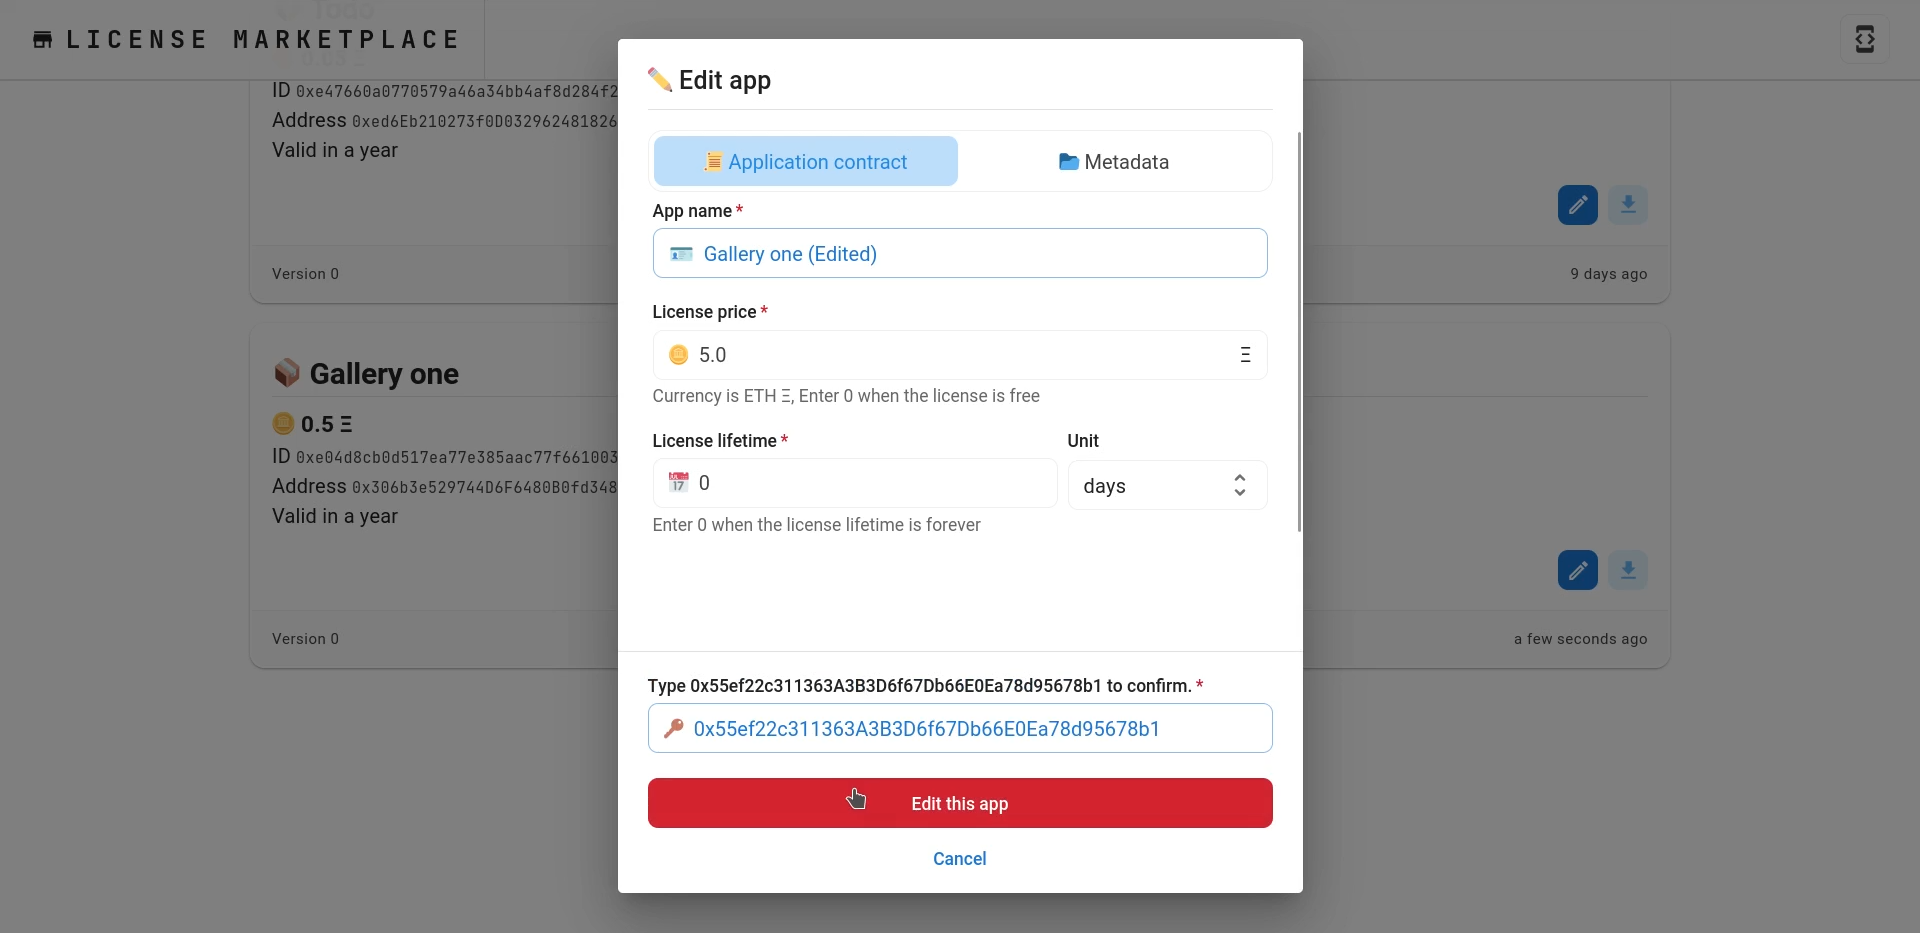 Todo
LICENSE MARKETPLACE
0.03 Ξ
ID 0xe47660a0770579a46a34bb4af8d284f2
Address 0xed6Eb210273f0D032962481826
Valid in a year
Version 0
9 days ago
Gallery one
0.5 Ξ
ID 0xe04d8cb0d517ea77e385aac77f661003
Address 0x306b3e529744D6F6480B0fd348
Valid in a year
Version 0
a few seconds ago
Edit app
Application contract
Metadata
App name *
Gallery one (Edited)
License price *
5.0 Ξ
Currency is ETH Ξ, Enter 0 when the license is free
License lifetime * Unit
0 days
Enter 0 when the license lifetime is forever
Type 0x55ef22c311363A3B3D6f67Db66E0Ea78d95678b1 to confirm. *
0x55ef22c311363A3B3D6f67Db66E0Ea78d95678b1
Edit this app
Cancel